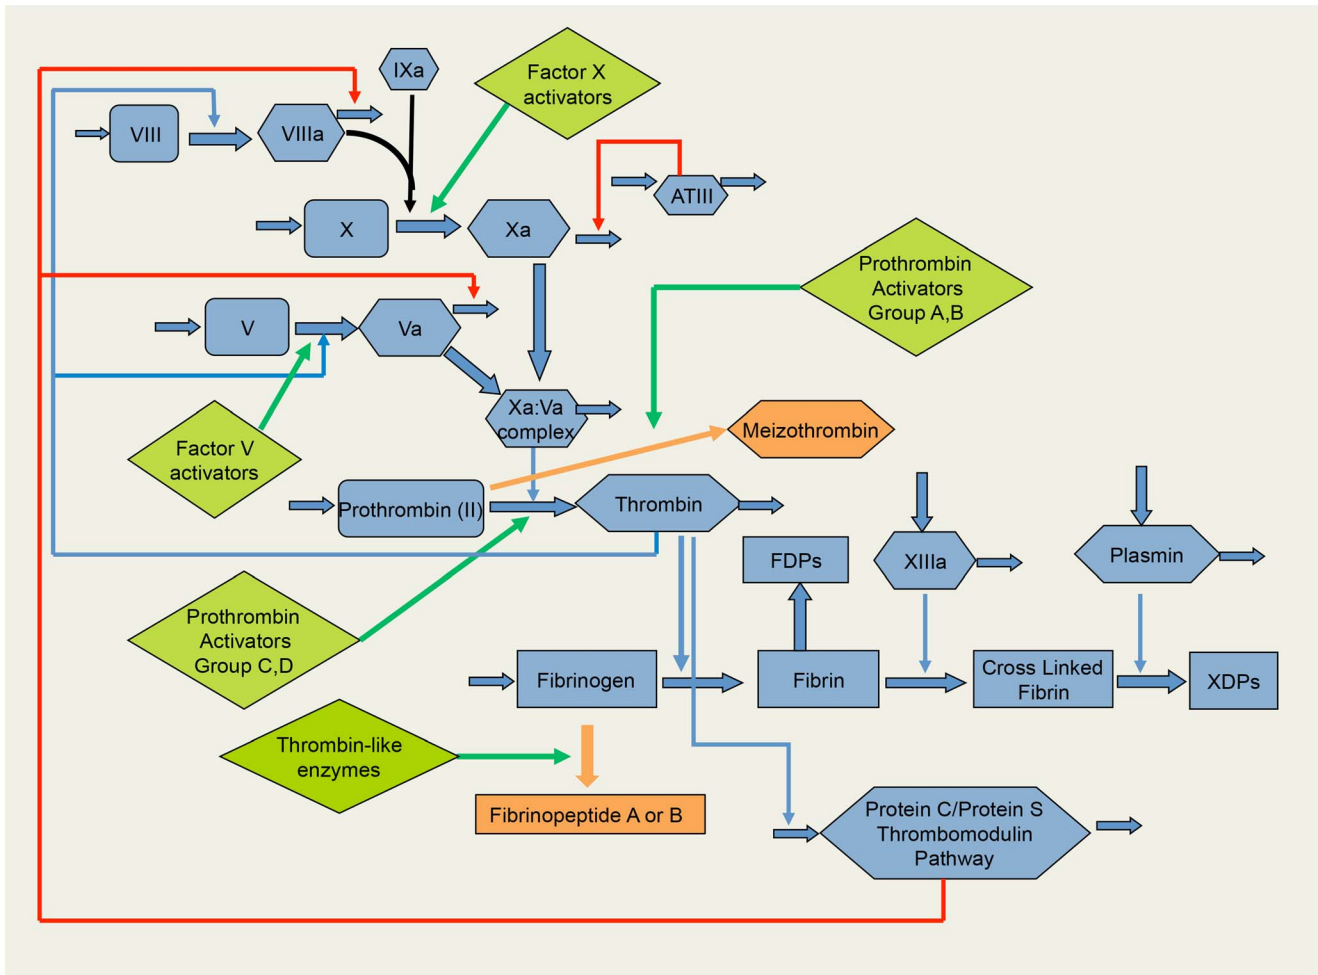 IXa
Factor X
activators
VIII
VIIIa
ATIII
X
Xa
Prothrombin
Activators
Group A,B
V
Va
Xa:Va
complex
Meizothrombin
Factor V
activators
Prothrombin (II)
Thrombin
FDPs
XIIIa
Plasmin
Prothrombin
Activators
Group C,D
Fibrinogen
Fibrin
Cross Linked
Fibrin
XDPs
Thrombin-like
enzymes
Fibrinopeptide A or B
Protein C/Protein S
Thrombomodulin
Pathway